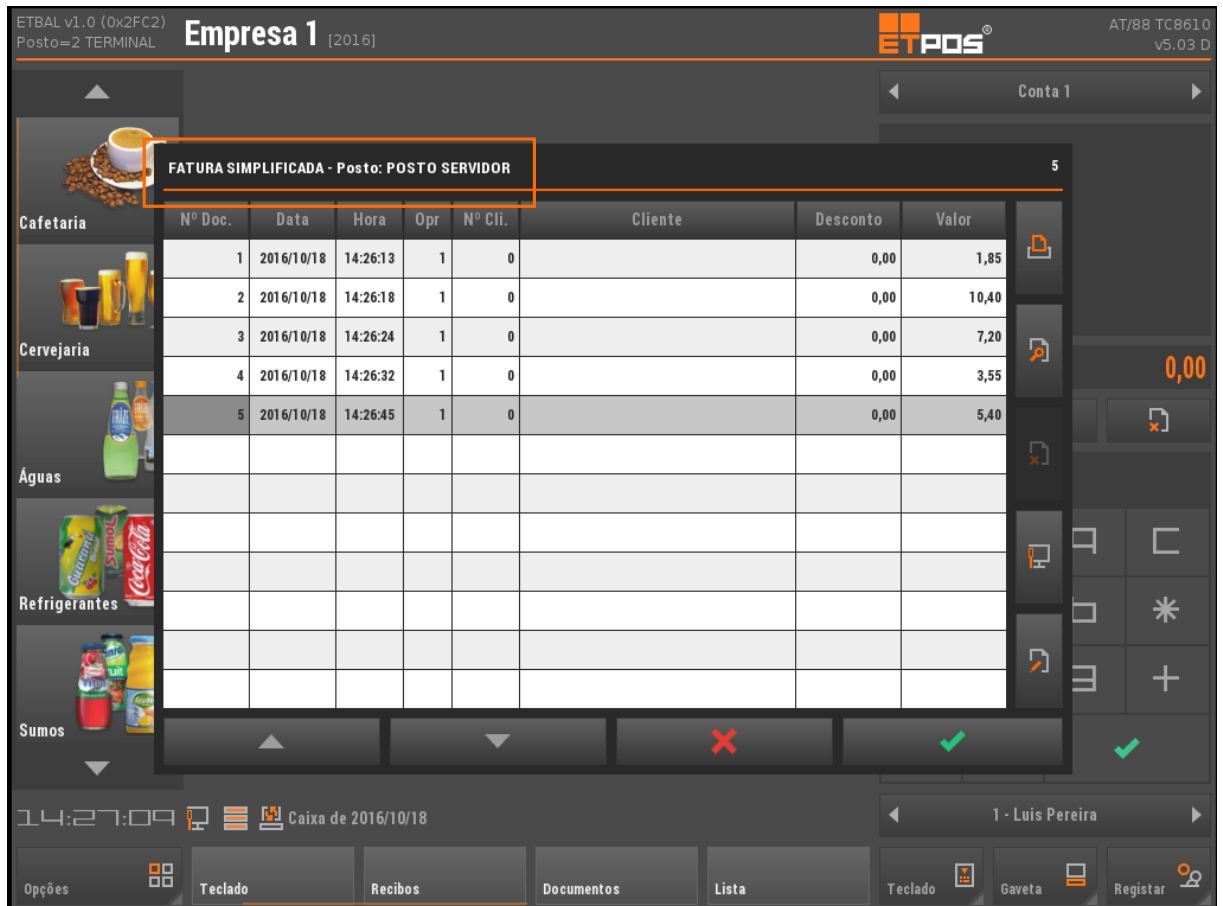 ETBAL v1.0 (0x2FC2)
Posto=2 TERMINAL
Empresa 1 [2016]
ETPOS®
AT/88 TC8610
v5.03 D
Conta 1
FATURA SIMPLIFICADA - Posto: POSTO SERVIDOR
5
Nº Doc. Data Hora Opr Nº Cli. Cliente Desconto Valor
1 2016/10/18 14:26:13 1 0 0,00 1,85
2 2016/10/18 14:26:18 1 0 0,00 10,40
3 2016/10/18 14:26:24 1 0 0,00 7,20
4 2016/10/18 14:26:32 1 0 0,00 3,55
5 2016/10/18 14:26:45 1 0 0,00 5,40
Cafetaria
Cervejaria
Águas
Refrigerantes
Sumos
FRIZE
Guaraná
SUMOL
Coca-Cola
0,00
14:27:09
Caixa de 2016/10/18
1 - Luis Pereira
Opções
Teclado
Recibos
Documentos
Lista
Teclado
Gaveta
Registar